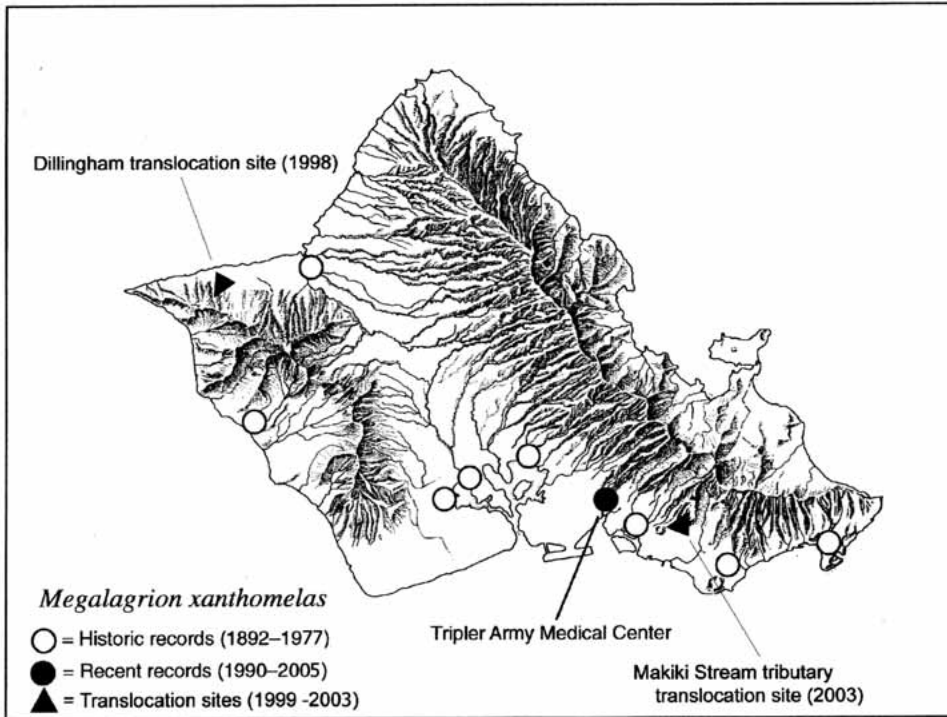 Dillingham translocation site (1998)
Megalagrion xanthomelas
= Historic records (1892–1977)
= Recent records (1990–2005)
= Translocation sites (1999 -2003)
Tripler Army Medical Center
Makiki Stream tributary
translocation site (2003)